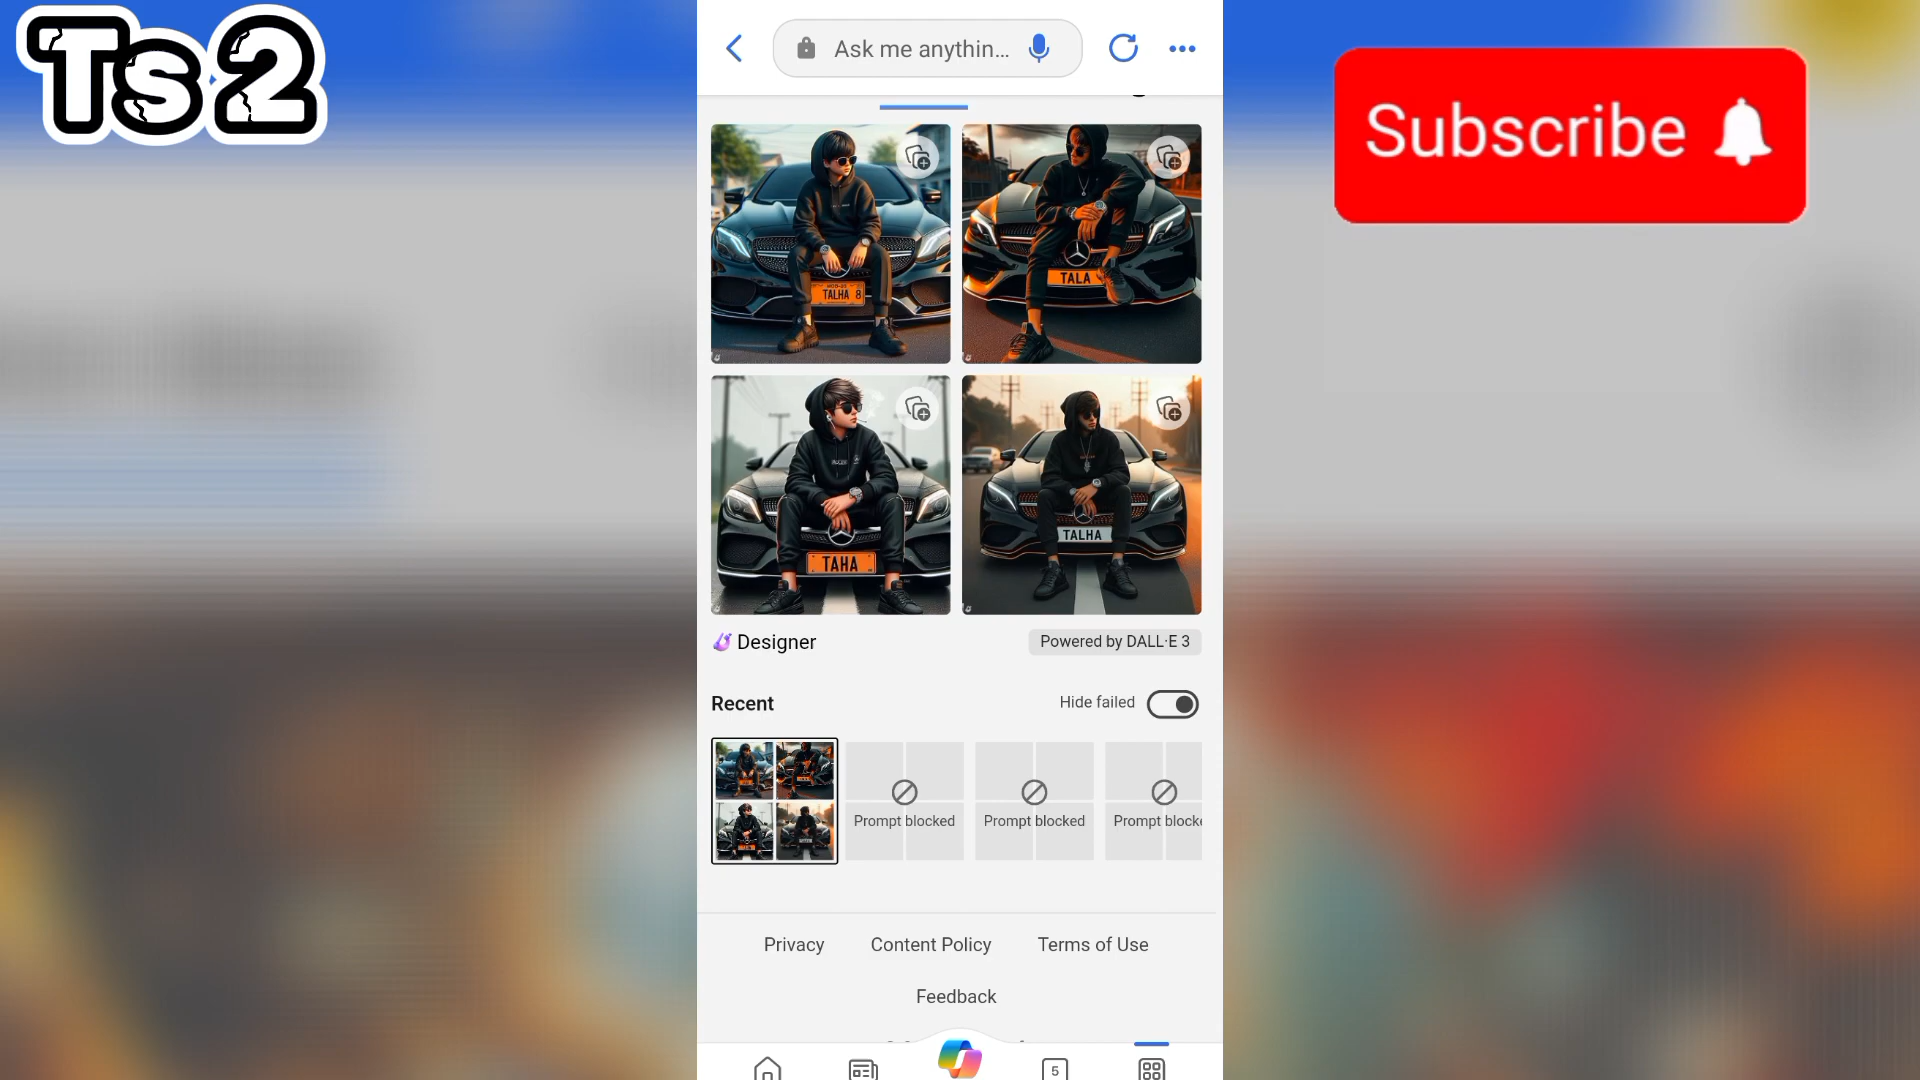 Ts2
Ask me anythin...
Subscribe
TALHA 8
TALA
TAHA
TALHA
Designer
Powered by DALL·E 3
Recent
Hide failed
Prompt blocked
Prompt blocked
Prompt blocke
Privacy
Content Policy
Terms of Use
Feedback
5